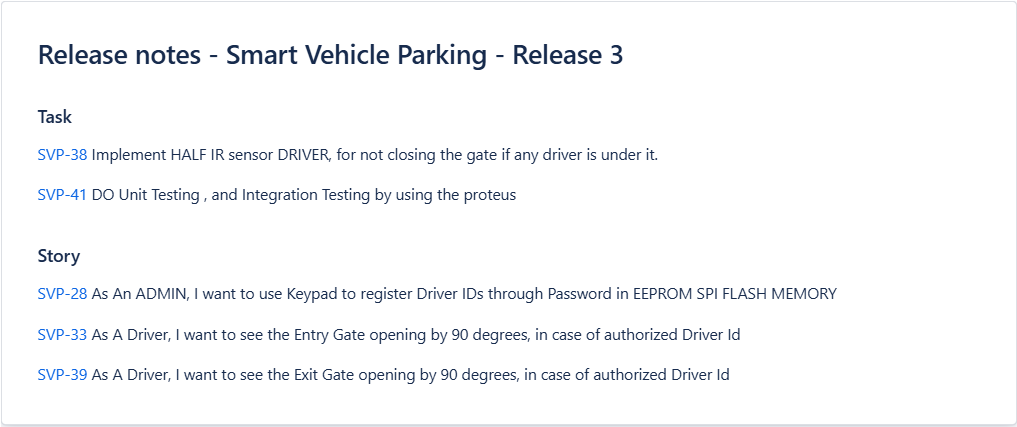 Release notes - Smart Vehicle Parking - Release 3
Task
SVP-38 Implement HALF IR sensor DRIVER, for not closing the gate if any driver is under it.
SVP-41 DO Unit Testing , and Integration Testing by using the proteus
Story
SVP-28 As An ADMIN, I want to use Keypad to register Driver IDs through Password in EEPROM SPI FLASH MEMORY
SVP-33 As A Driver, I want to see the Entry Gate opening by 90 degrees, in case of authorized Driver Id
SVP-39 As A Driver, I want to see the Exit Gate opening by 90 degrees, in case of authorized Driver Id